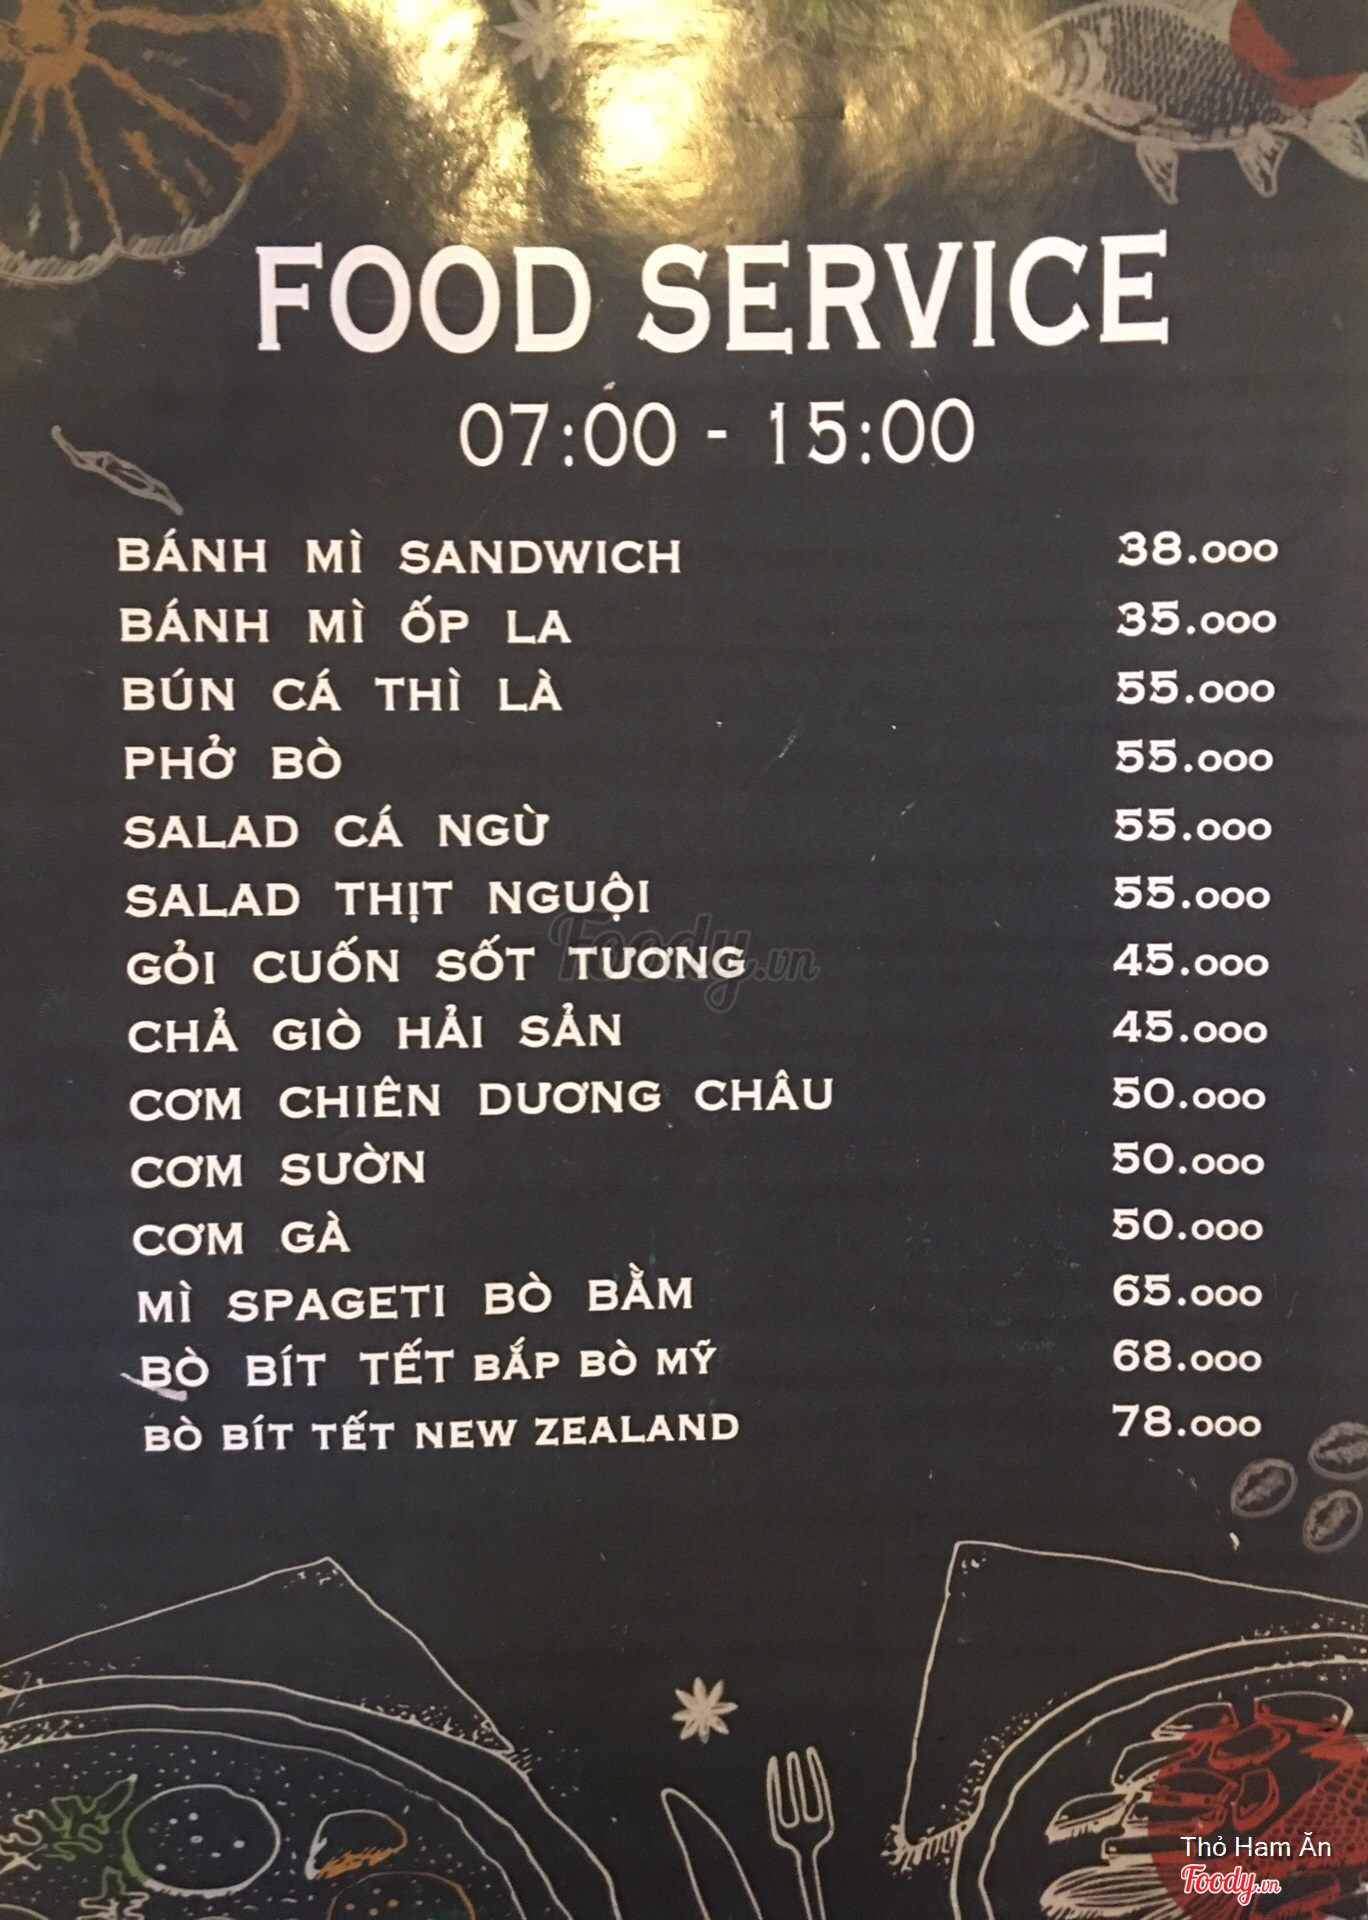 FOOD SERVICE
07:00 - 15:00
BÁNH MÌ SANDWICH 38.000
BÁNH MÌ ỐP LA 35.000
BÚN CÁ THÌ LÀ 55.000
PHỞ BÒ 55.000
SALAD CÁ NGỪ 55.000
SALAD THỊT NGUỘI 55.000
GỎI CUỐN SỐT TƯƠNG 45.000
CHẢ GIÒ HẢI SẢN 45.000
CƠM CHIÊN DƯƠNG CHÂU 50.000
CƠM SƯỜN 50.000
CƠM GÀ 50.000
MÌ SPAGETI BÒ BẰM 65.000
BÒ BÍT TẾT BẮP BÒ MỸ 68.000
BÒ BÍT TẾT NEW ZEALAND 78.000
Foody.vn
Thỏ Ham Ăn
Foody.vn